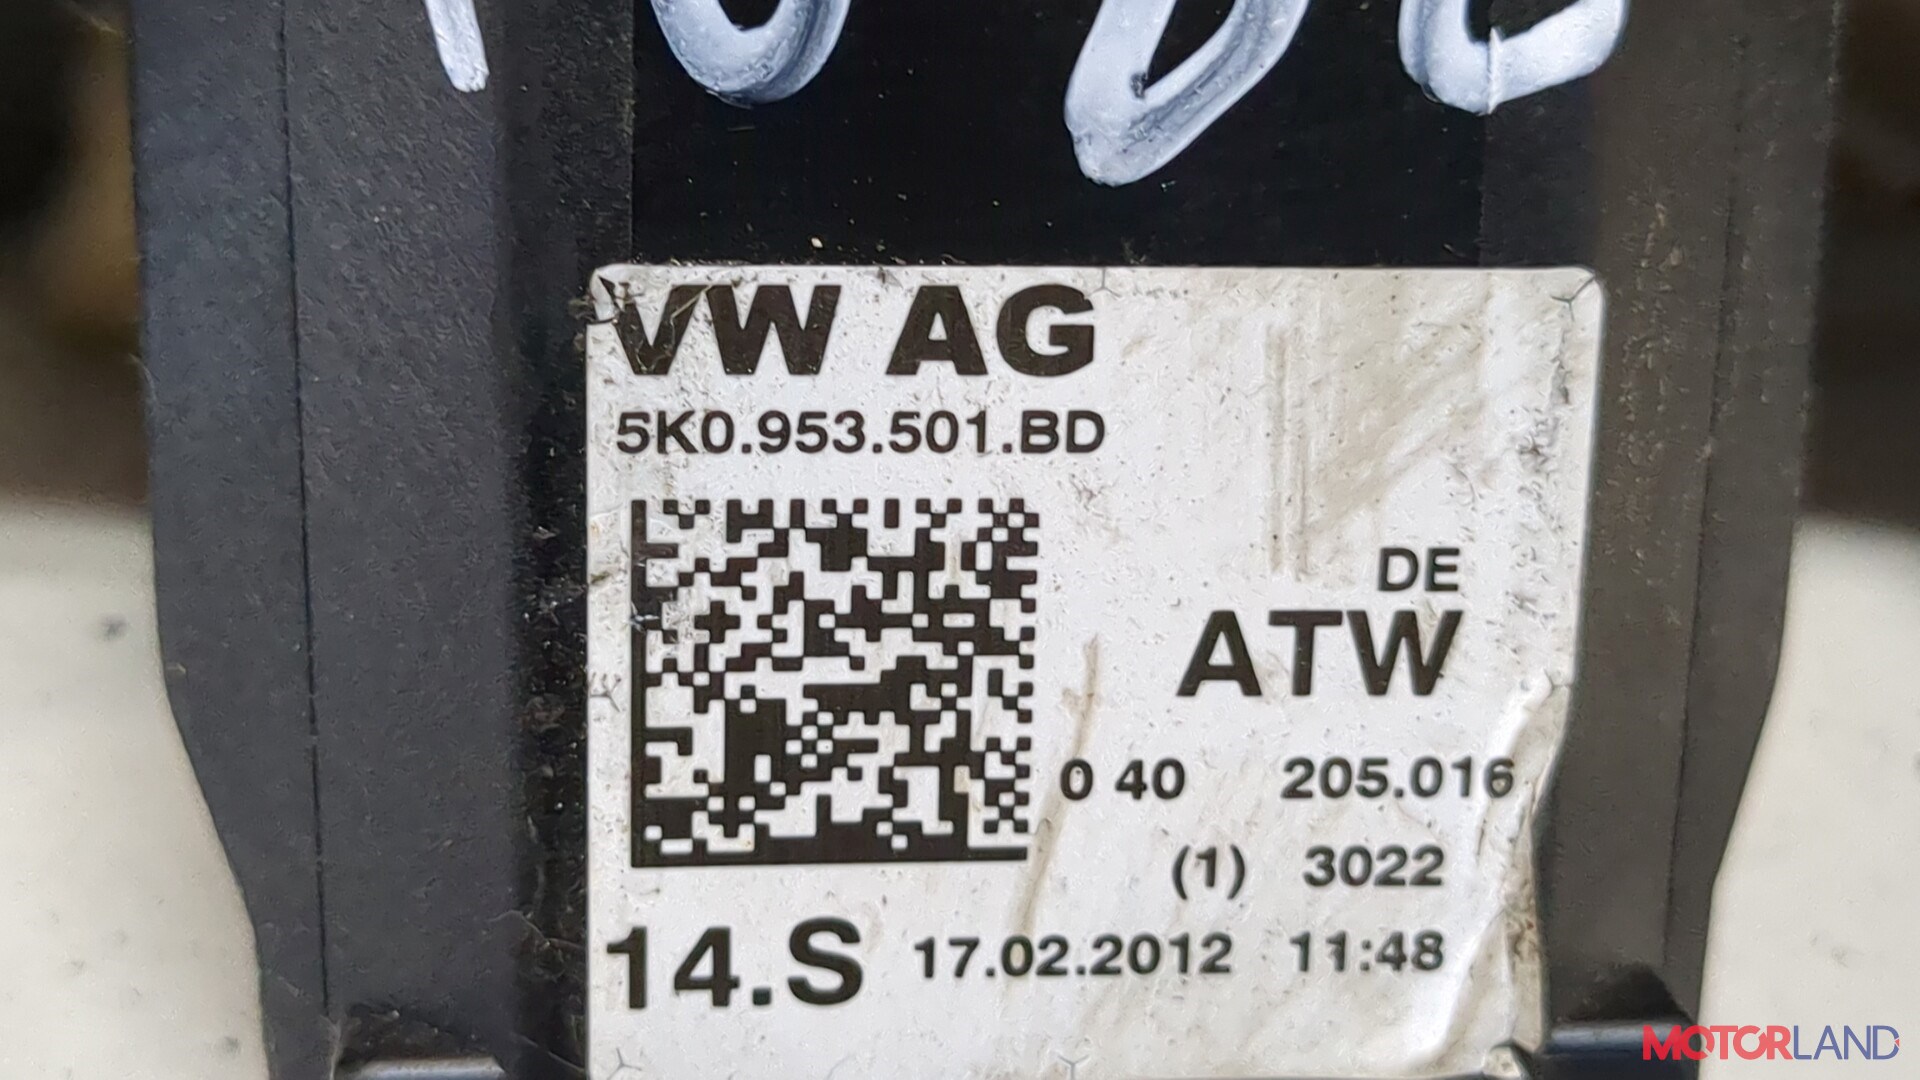 VW AG
5K0.953.501.BD
DE
ATW
0 40 205.016
(1) 3022
14.S 17.02.2012 11:48
MOTORLAND